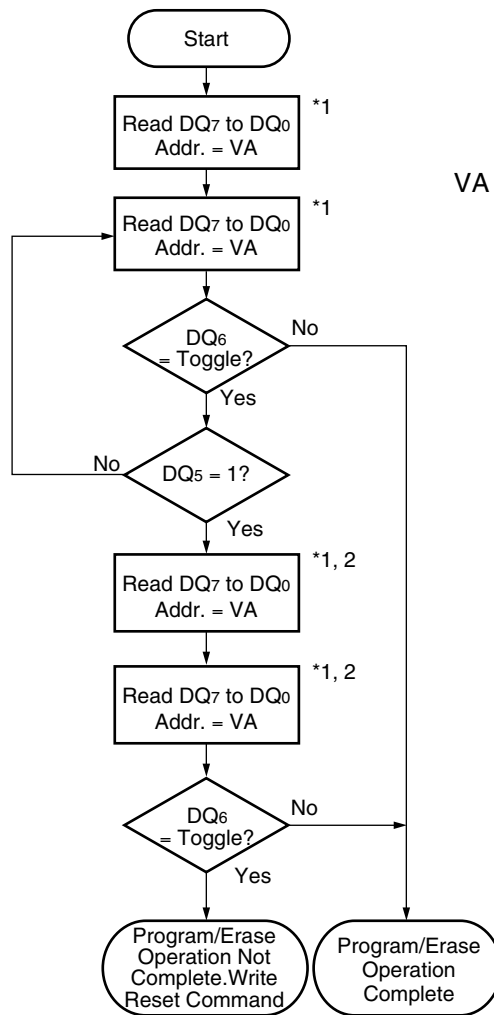 Start
Read DQ7 to DQ0
Addr. = VA
*1
VA
Read DQ7 to DQ0
Addr. = VA
*1
DQ6
= Toggle?
No
Yes
DQ5 = 1?
No
Yes
Read DQ7 to DQ0
Addr. = VA
*1, 2
Read DQ7 to DQ0
Addr. = VA
*1, 2
DQ6
= Toggle?
No
Yes
Program/Erase
Operation Not
Complete.Write
Reset Command
Program/Erase
Operation
Complete